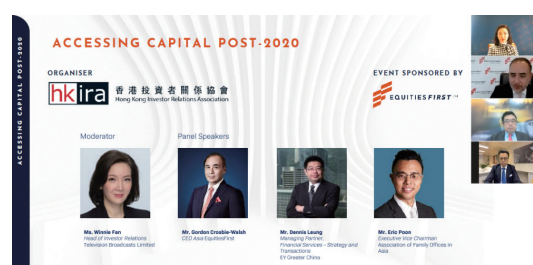 ACCESSING CAPITAL POST-2020
ACCESSING CAPITAL POST-2020
ORGANISER
EVENT SPONSORED BY
hkira 香港投資者關係協會
Hong Kong Investor Relations Association
EQUITIESFIRST™
Moderator
Panel Speakers
Ms. Winnie Fan
Head of Investor Relations
Television Broadcasts Limited
Mr. Gordon Crosbie-Walsh
CEO Asia EquitiesFirst
Mr. Dennis Leung
Managing Partner,
Financial Services - Strategy and
Transactions
EY Greater China
Mr. Eric Poon
Executive Vice Chairman
Association of Family Offices in
Asia